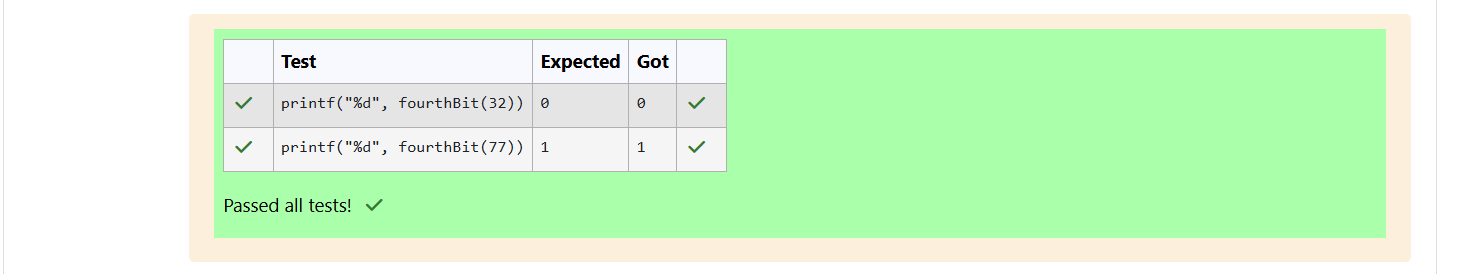 Test Expected Got
printf("%d", fourthBit(32)) 0 0
printf("%d", fourthBit(77)) 1 1
Passed all tests!